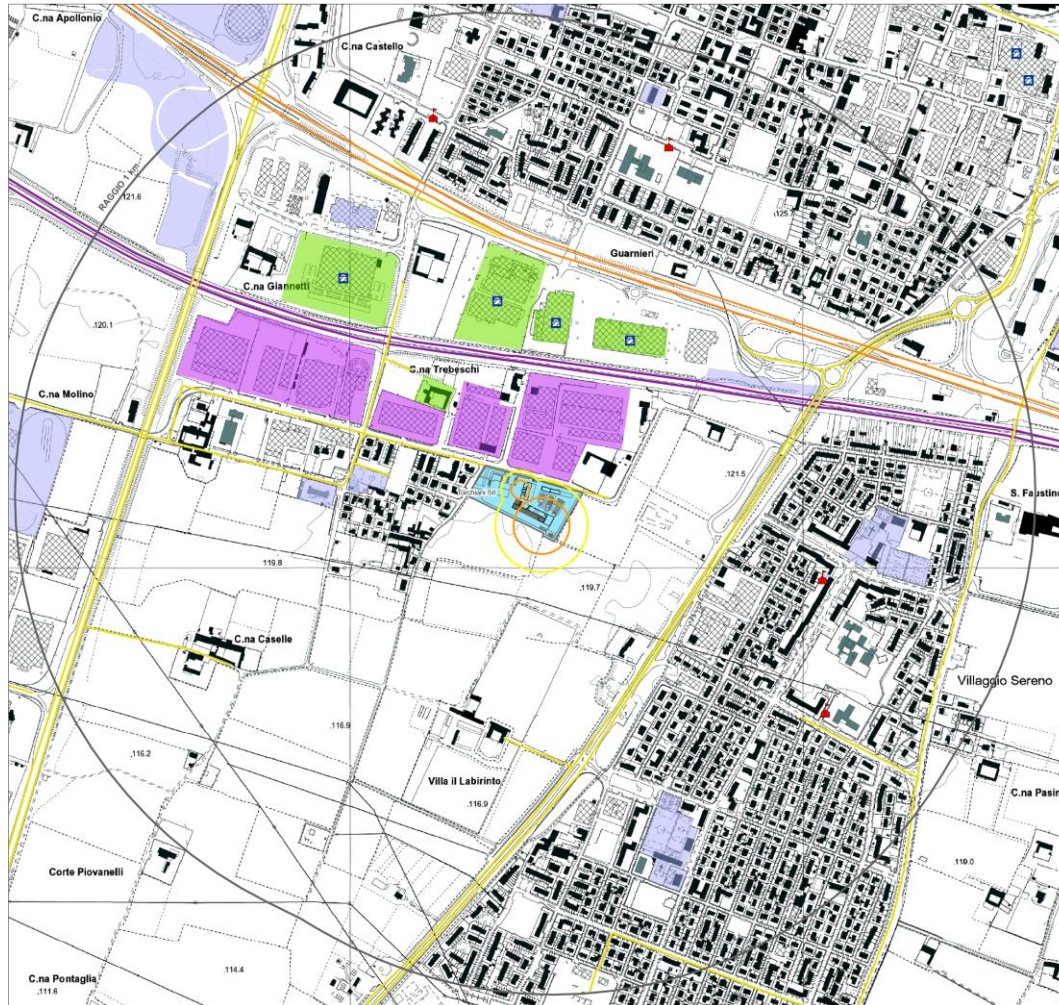 C.na Apollonio
C.na Castello
RAGGIO 1 km
.121.6
.125.
Guarnieri
C.na Giannetti
.120.1
C.na Trebeschi
C.na Molino
.121.5
Torchiani Srl
S. Faustino
119.8
.119.7
C.na Caselle
Villaggio Sereno
.116.9
.116.2
Villa il Labirinto
.116.9
C.na Pasin
Corte Piovanelli
.119.0
.114.4
C.na Pontaglia
.111.6